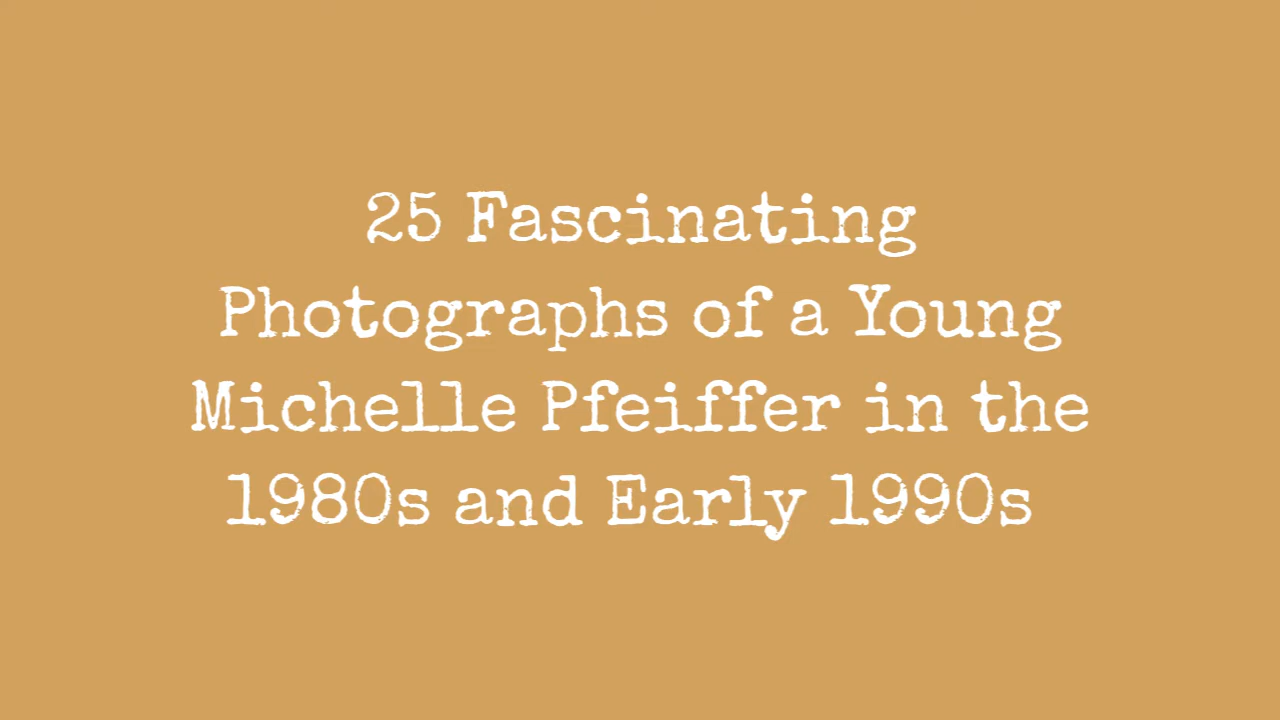 25 Fascinating
Photographs of a Young
Michelle Pfeiffer in the
1980s and Early 1990s